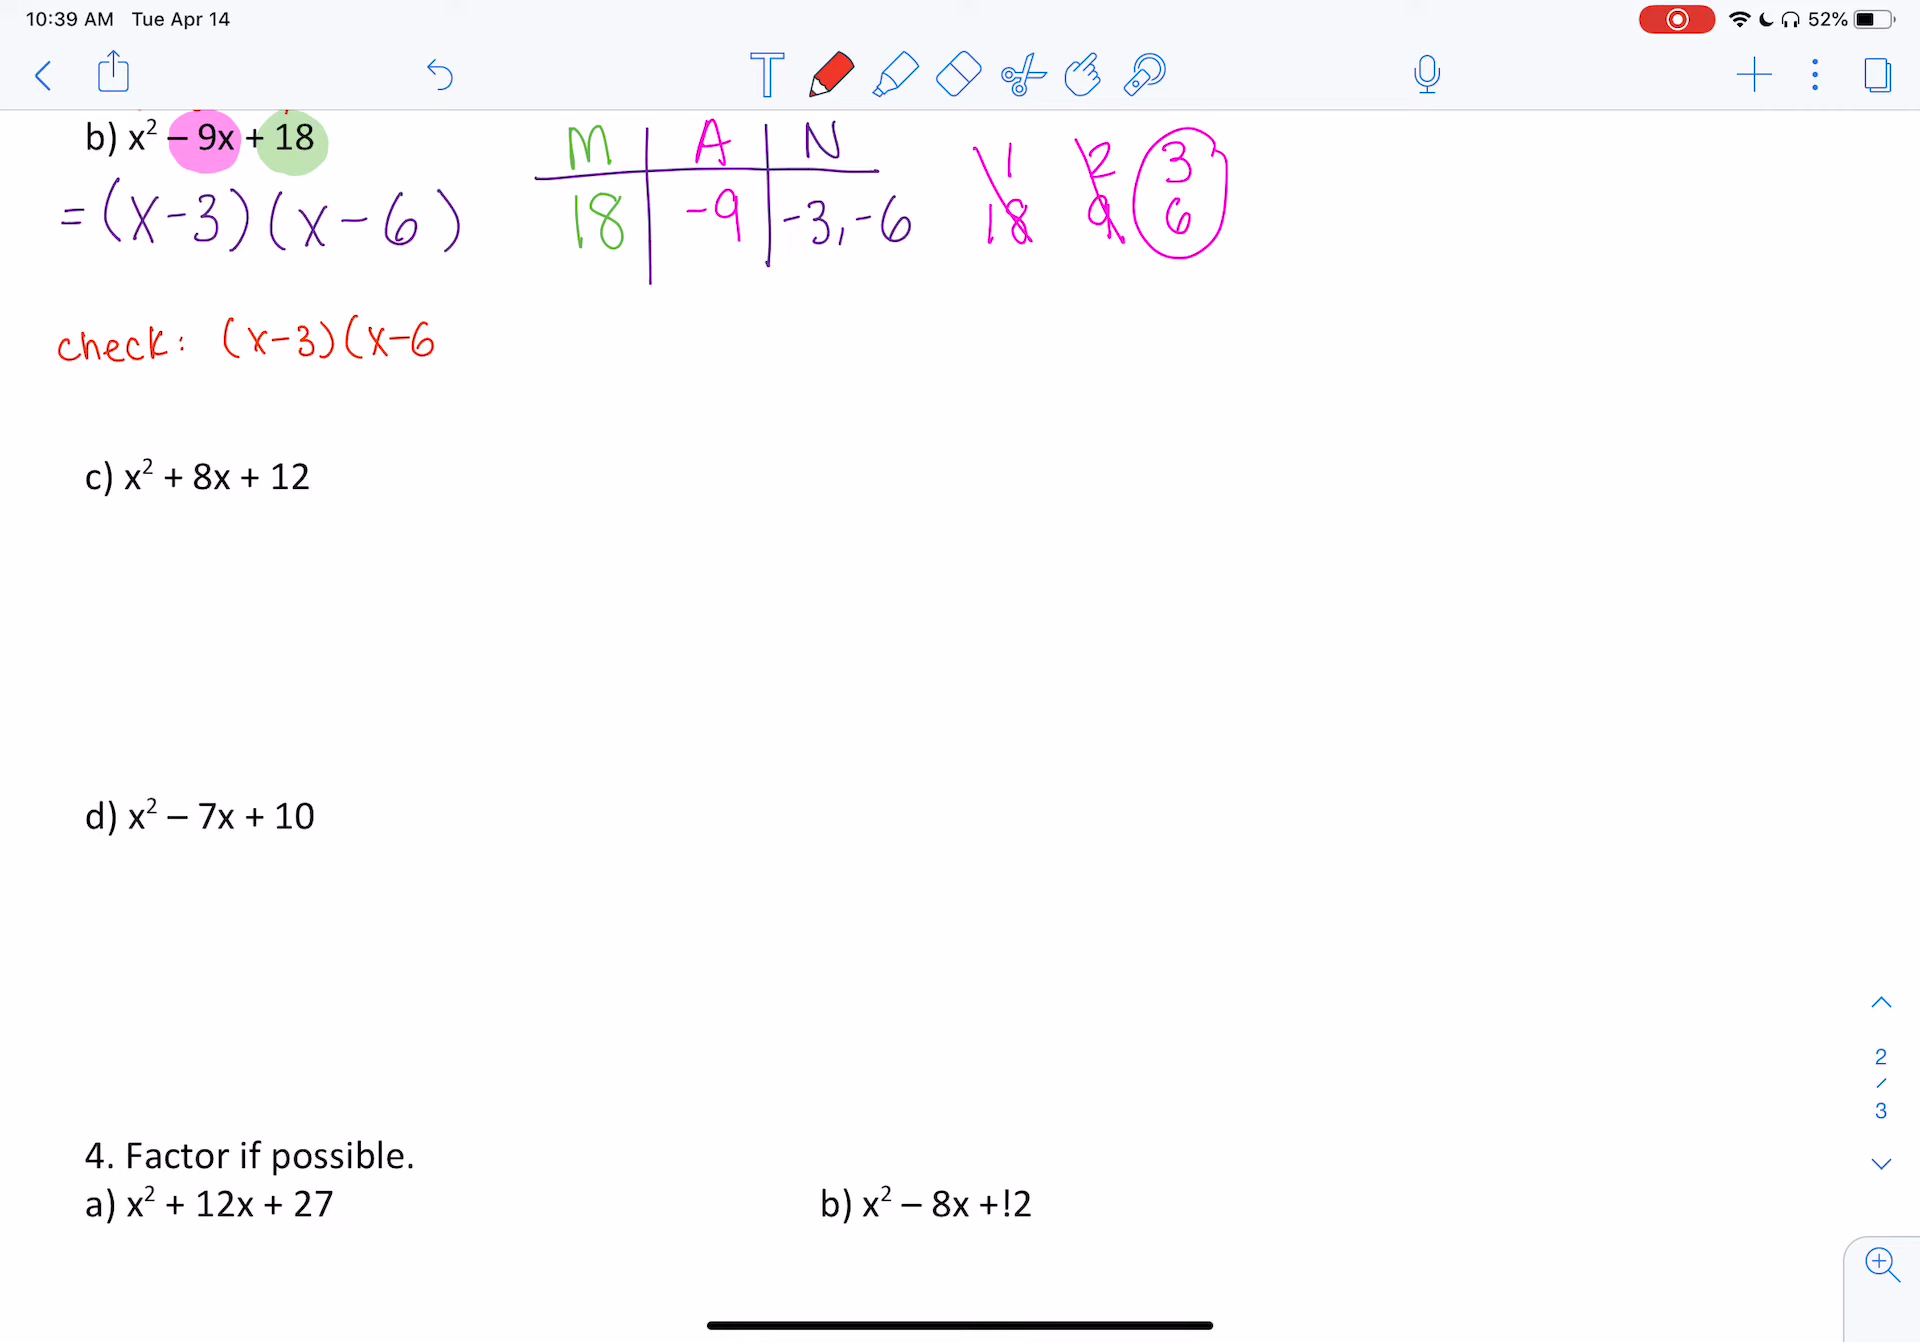 10:39 AM Tue Apr 14 52%
b) x² – 9x + 18
M A N
18 -9 -3, -6
1 2 3
18 9 6
= (x-3)(x-6)
check: (x-3)(x-6
c) x² + 8x + 12
d) x² – 7x + 10
4. Factor if possible.
a) x² + 12x + 27
b) x² – 8x +!2
2
/
3